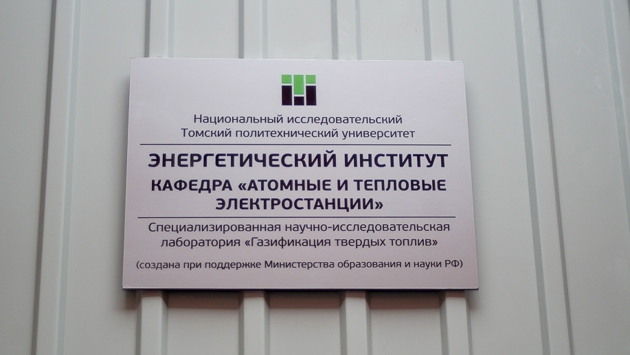 Национальный исследовательский
Томский политехнический университет
ЭНЕРГЕТИЧЕСКИЙ ИНСТИТУТ
КАФЕДРА «АТОМНЫЕ И ТЕПЛОВЫЕ
ЭЛЕКТРОСТАНЦИИ»
Специализированная научно-исследовательская
лаборатория «Газификация твердых топлив»
(создана при поддержке Министерства образования и науки РФ)